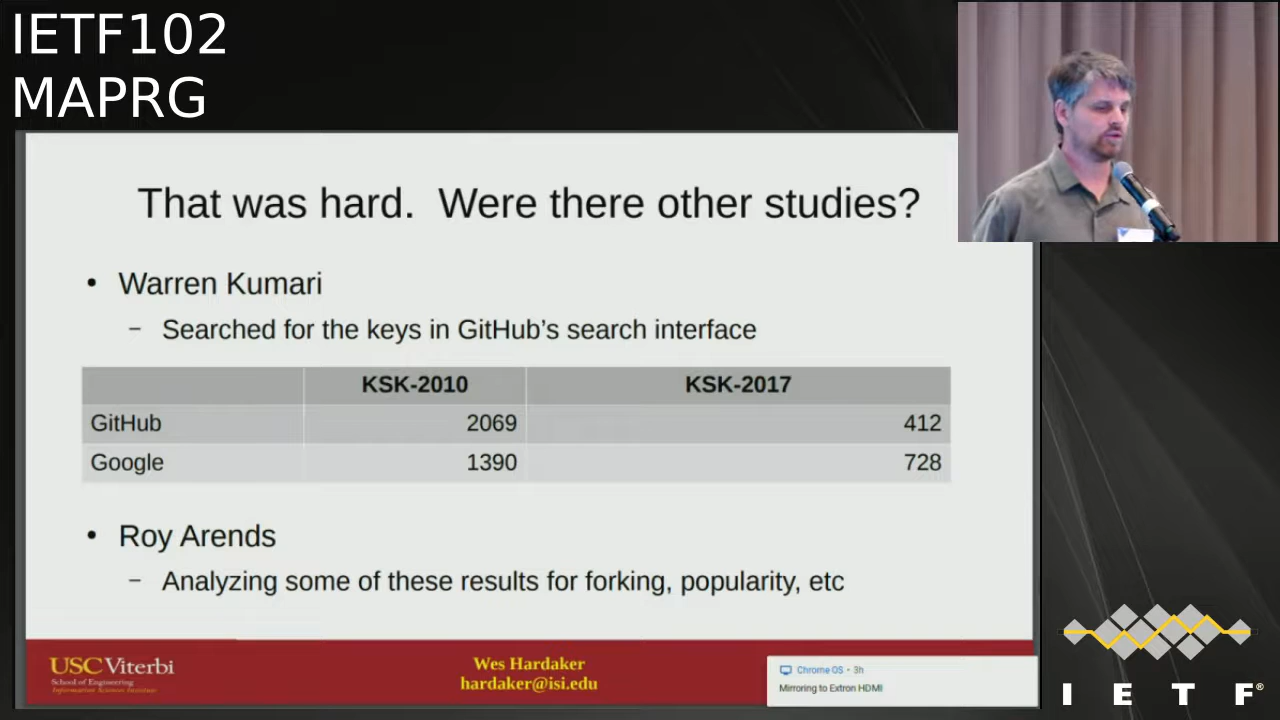 IETF102
MAPRG
That was hard.  Were there other studies?
• Warren Kumari
– Searched for the keys in GitHub's search interface
KSK-2010 KSK-2017
GitHub 2069 412
Google 1390 728
• Roy Arends
– Analyzing some of these results for forking, popularity, etc
USC Viterbi
School of Engineering
Information Sciences Institute
Wes Hardaker
hardaker@isi.edu
Chrome OS • 3h
Mirroring to Extron HDMI
I E T F®